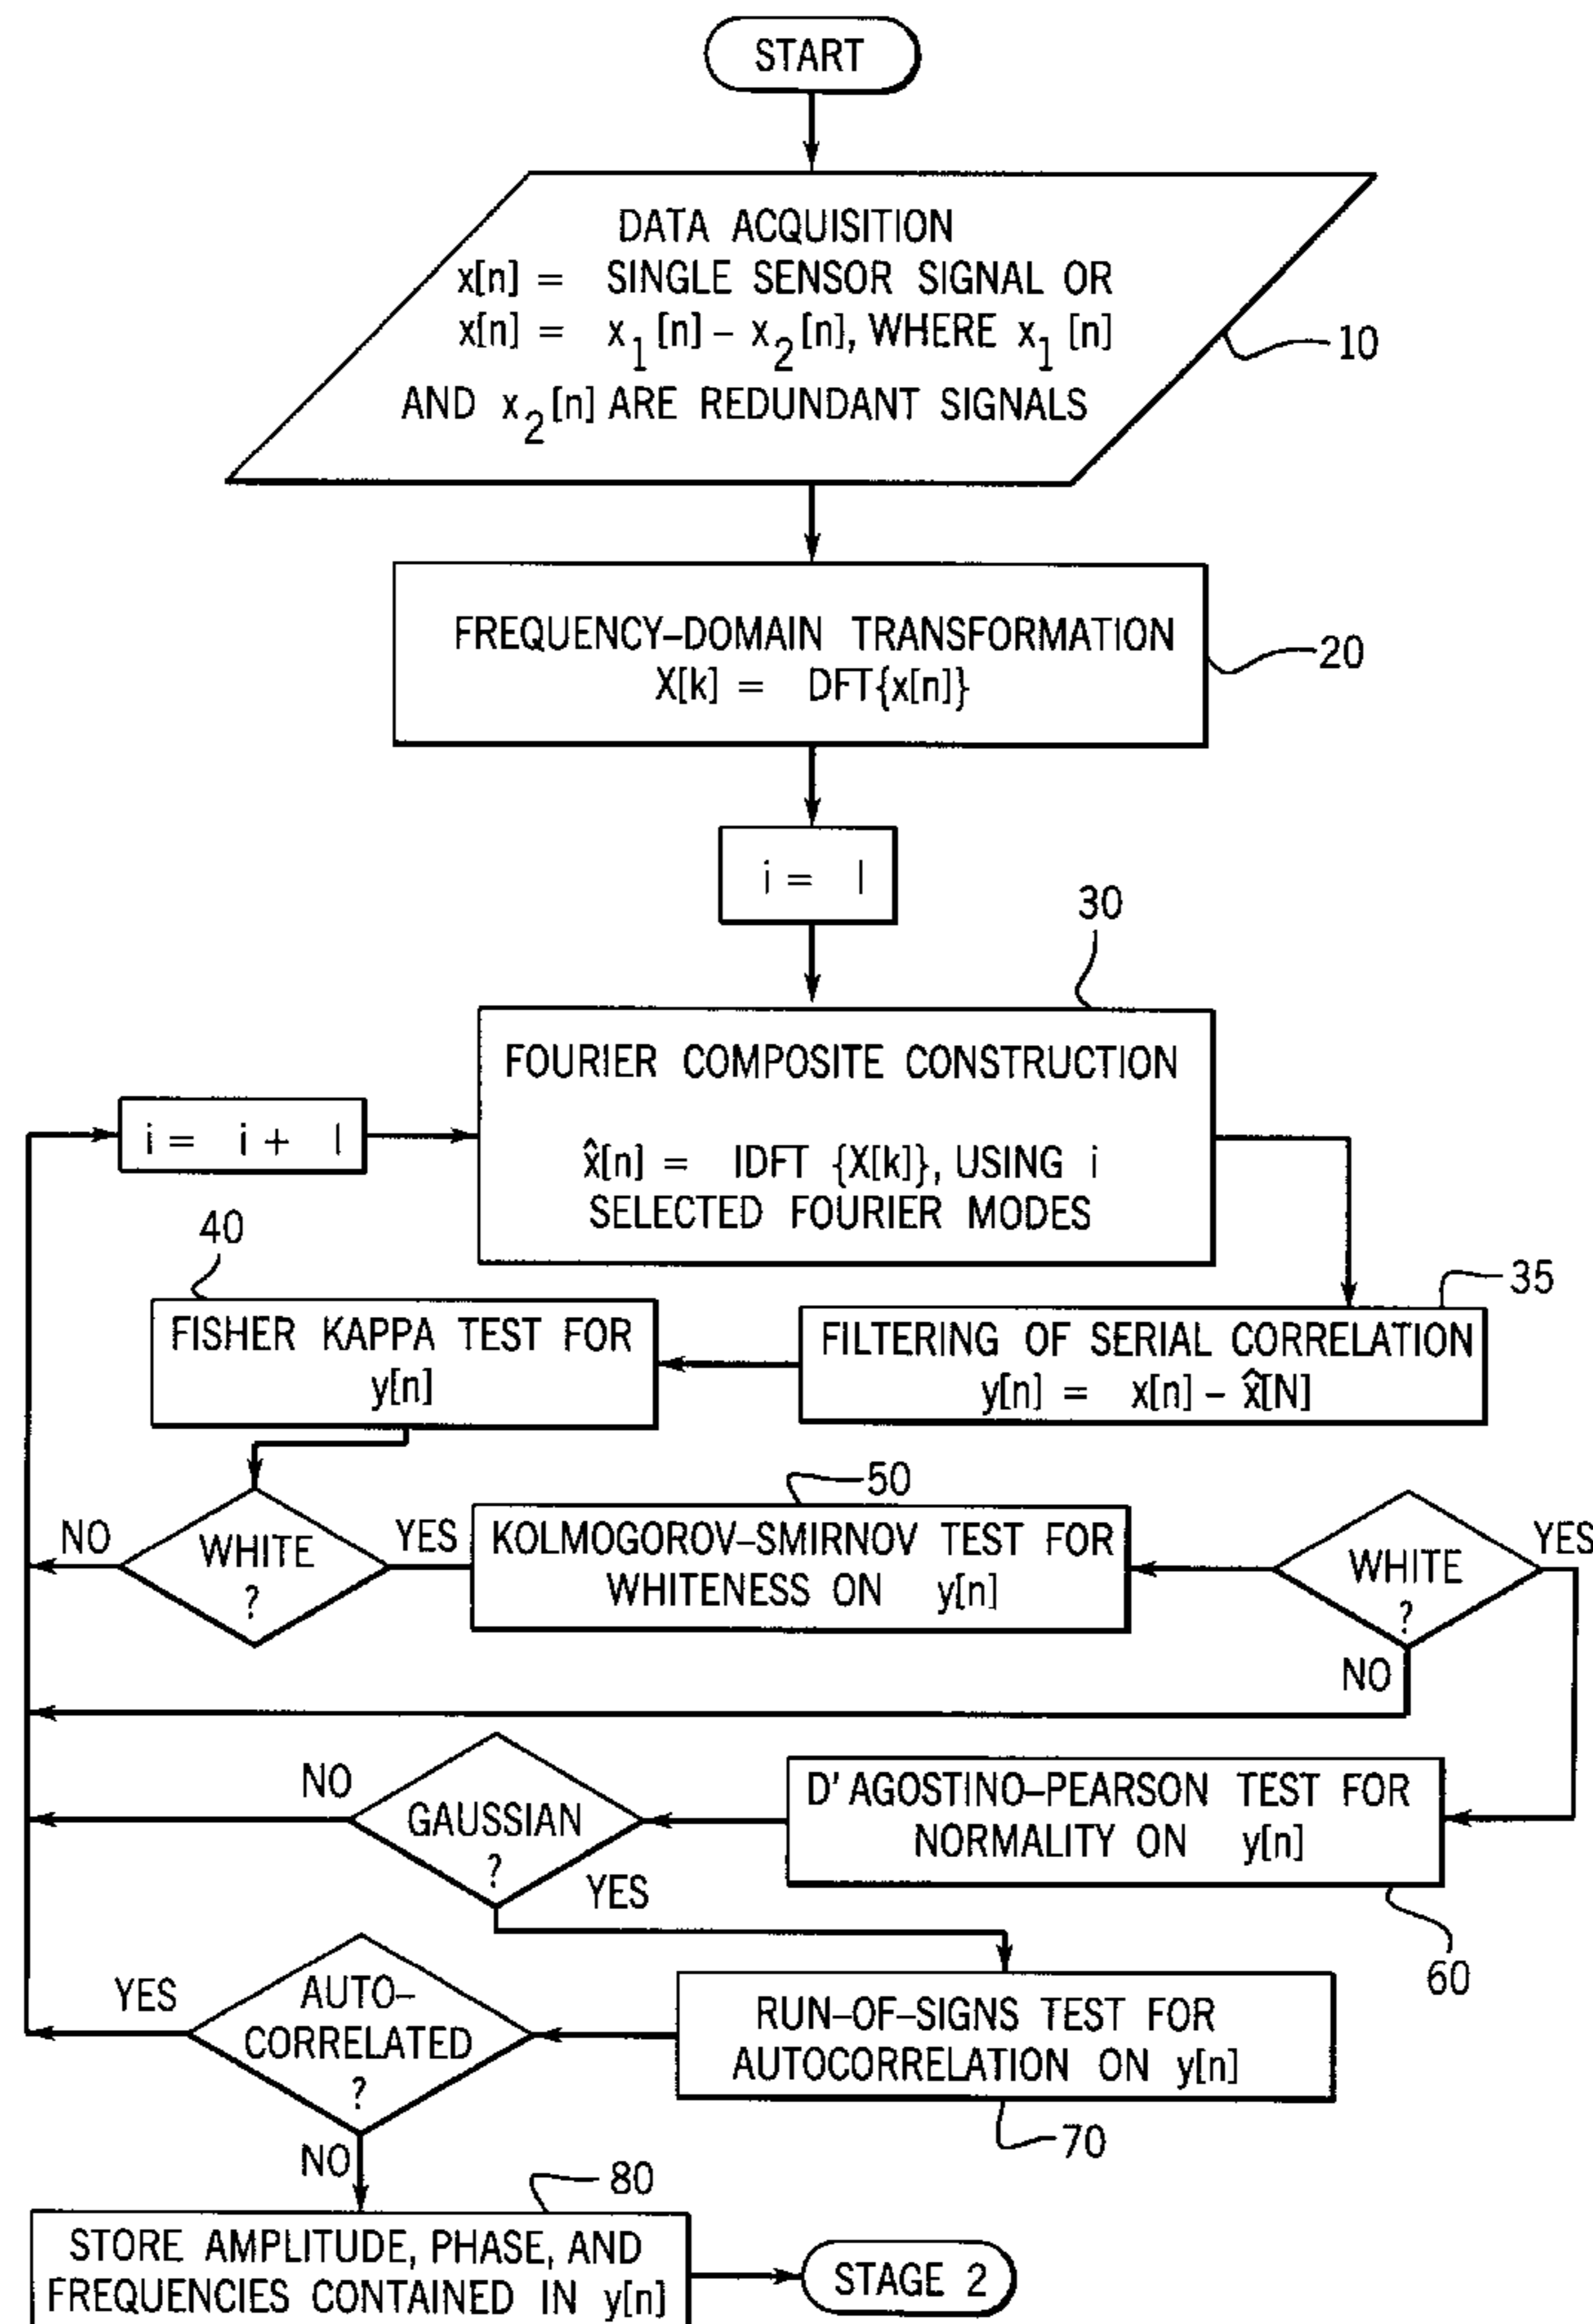 START
DATA ACQUISITION
x[n] = SINGLE SENSOR SIGNAL OR
x[n] = x₁[n] – x₂[n], WHERE x₁[n]
AND x₂[n] ARE REDUNDANT SIGNALS
10
FREQUENCY–DOMAIN TRANSFORMATION
X[k] = DFT{x[n]}
20
i = l
30
FOURIER COMPOSITE CONSTRUCTION
i = i + l
x̂[n] = IDFT {X[k]}, USING i
SELECTED FOURIER MODES
40
35
FISHER KAPPA TEST FOR
y[n]
FILTERING OF SERIAL CORRELATION
y[n] = x[n] – x̂[N]
50
NO
WHITE
?
YES
KOLMOGOROV–SMIRNOV TEST FOR
WHITENESS ON y[n]
WHITE
?
YES
NO
NO
GAUSSIAN
?
YES
D'AGOSTINO–PEARSON TEST FOR
NORMALITY ON y[n]
60
YES
AUTO–
CORRELATED
?
RUN–OF–SIGNS TEST FOR
AUTOCORRELATION ON y[n]
70
NO
80
STORE AMPLITUDE, PHASE, AND
FREQUENCIES CONTAINED IN y[n]
STAGE 2